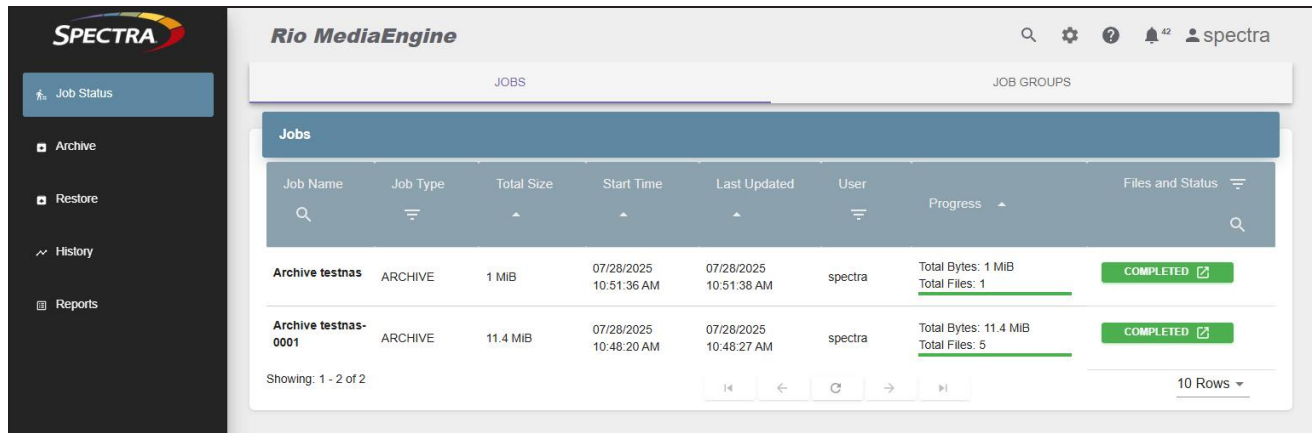 SPECTRA
Rio MediaEngine
42
spectra
Job Status
Archive
Restore
History
Reports
JOBS
JOB GROUPS
Jobs
Job Name
Job Type
Total Size
Start Time
Last Updated
User
Progress
Files and Status
Archive testnas
ARCHIVE
1 MiB
07/28/2025
10:51:36 AM
07/28/2025
10:51:38 AM
spectra
Total Bytes: 1 MiB
Total Files: 1
COMPLETED
Archive testnas-
0001
ARCHIVE
11.4 MiB
07/28/2025
10:48:20 AM
07/28/2025
10:48:27 AM
spectra
Total Bytes: 11.4 MiB
Total Files: 5
COMPLETED
Showing: 1 - 2 of 2
10 Rows